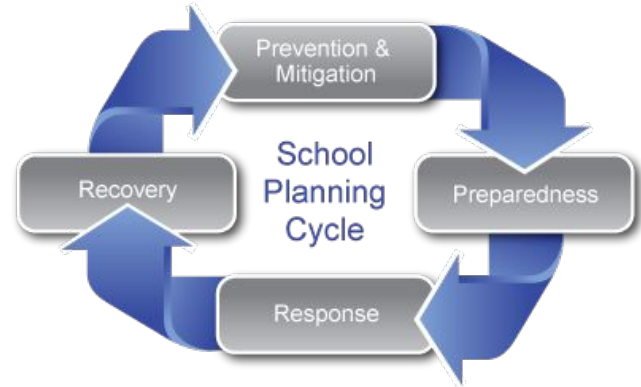 Prevention &
Mitigation
School
Planning
Cycle
Recovery
Preparedness
Response